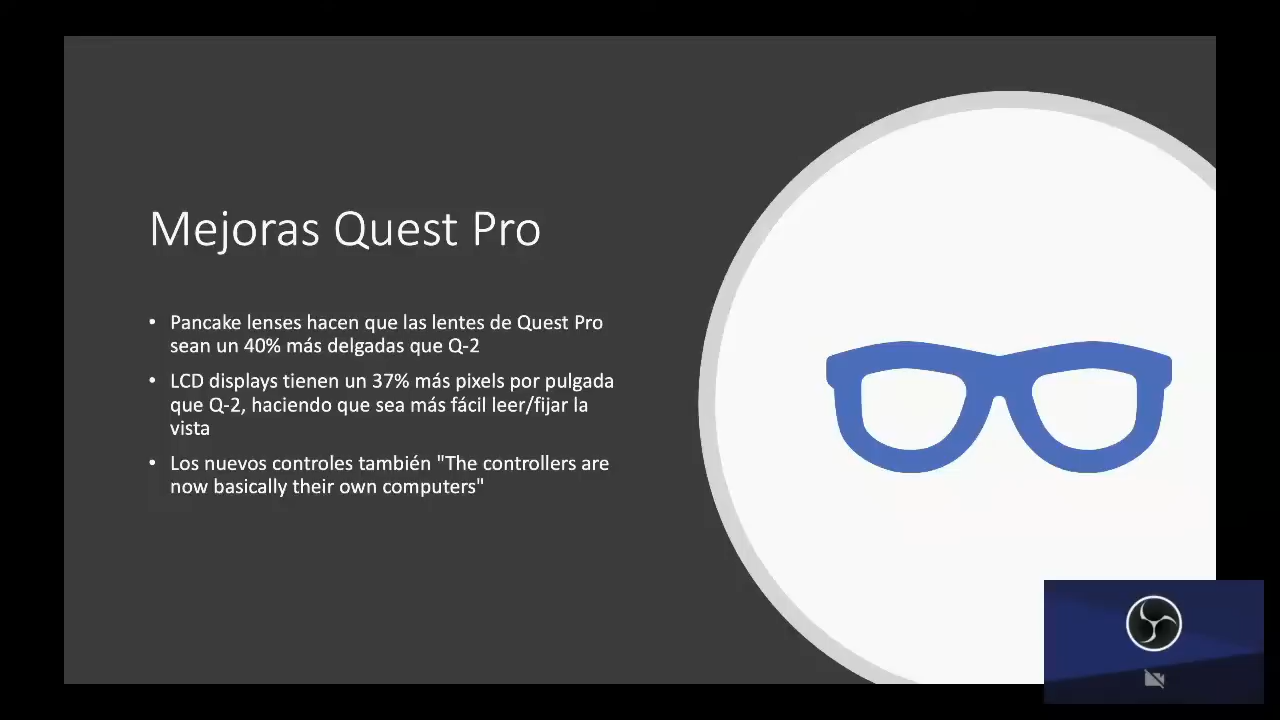 Mejoras Quest Pro
• Pancake lenses hacen que las lentes de Quest Pro
sean un 40% más delgadas que Q-2
• LCD displays tienen un 37% más pixels por pulgada
que Q-2, haciendo que sea más fácil leer/fijar la
vista
• Los nuevos controles también "The controllers are
now basically their own computers"